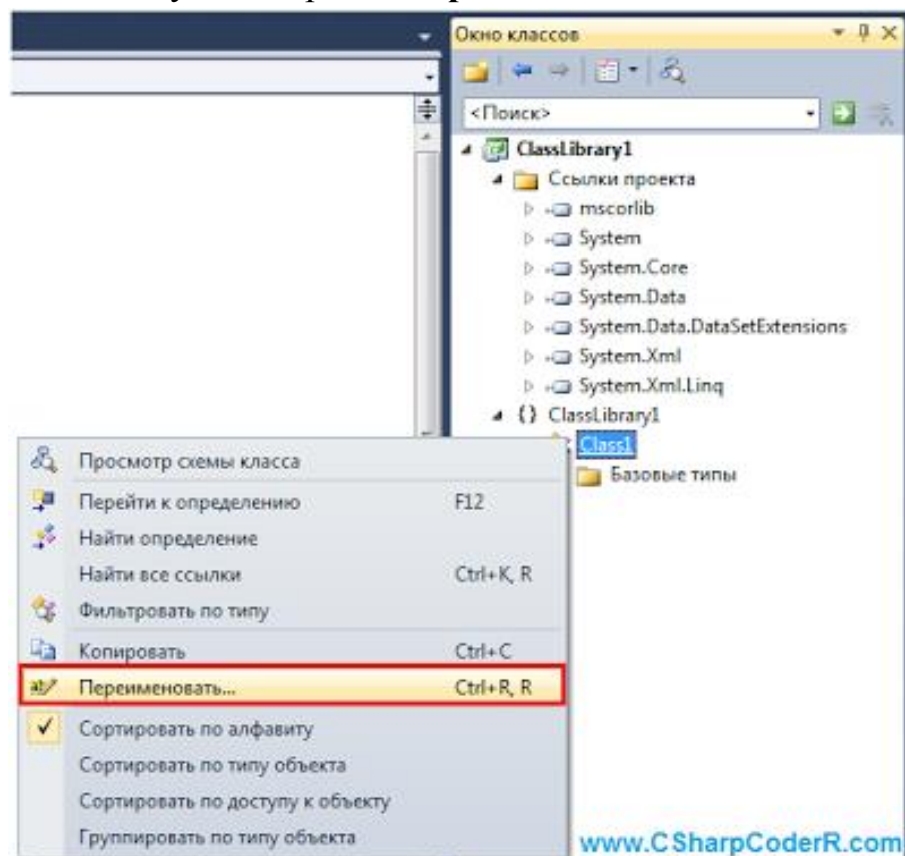 Окно классов
<Поиск>
ClassLibrary1
Ссылки проекта
mscorlib
System
System.Core
System.Data
System.Data.DataSetExtensions
System.Xml
System.Xml.Linq
{} ClassLibrary1
Class1
Базовые типы
Просмотр схемы класса
Перейти к определению F12
Найти определение
Найти все ссылки Ctrl+K, R
Фильтровать по типу
Копировать Ctrl+C
Переименовать... Ctrl+R, R
Сортировать по алфавиту
Сортировать по типу объекта
Сортировать по доступу к объекту
Группировать по типу объекта
www.CSharpCoderR.com